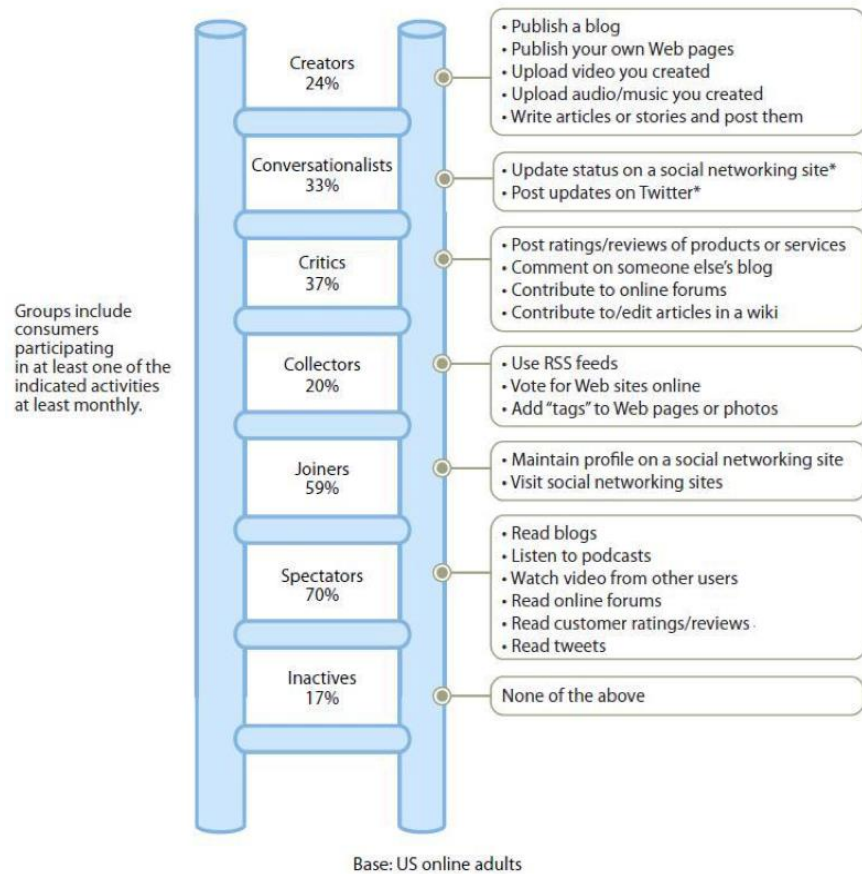 Creators
24%
• Publish a blog
• Publish your own Web pages
• Upload video you created
• Upload audio/music you created
• Write articles or stories and post them
Conversationalists
33%
• Update status on a social networking site*
• Post updates on Twitter*
Critics
37%
• Post ratings/reviews of products or services
• Comment on someone else's blog
• Contribute to online forums
• Contribute to/edit articles in a wiki
Groups include
consumers
participating
in at least one of the
indicated activities
at least monthly.
Collectors
20%
• Use RSS feeds
• Vote for Web sites online
• Add “tags” to Web pages or photos
Joiners
59%
• Maintain profile on a social networking site
• Visit social networking sites
Spectators
70%
• Read blogs
• Listen to podcasts
• Watch video from other users
• Read online forums
• Read customer ratings/reviews
• Read tweets
Inactives
17%
None of the above
Base: US online adults